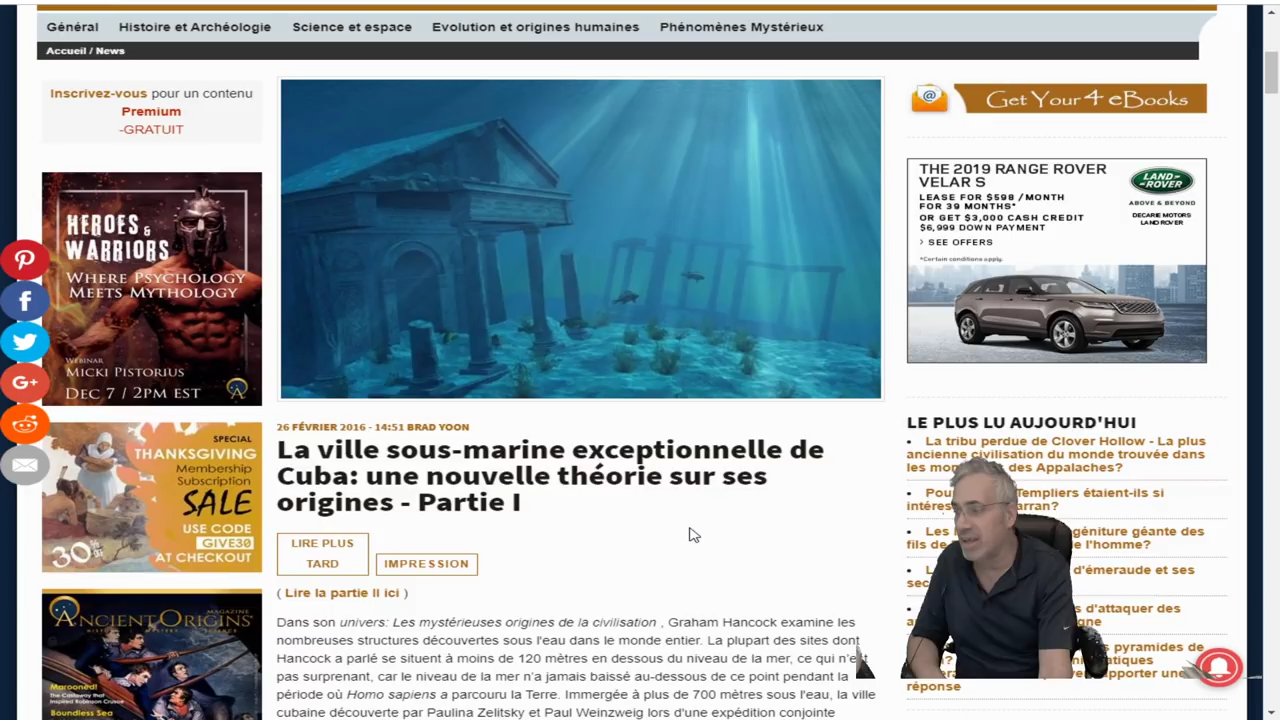 Général Histoire et Archéologie Science et espace Evolution et origines humaines Phénomènes Mystérieux
Accueil / News
Inscrivez-vous pour un contenu
Premium
-GRATUIT
HEROES &
WARRIORS
WHERE PSYCHOLOGY
MEETS MYTHOLOGY
WEBINAR
MICKI PISTORIUS
DEC 7 / 2PM EST
SPECIAL
THANKSGIVING
Membership
Subscription
SALE
USE CODE
GIVE30
AT CHECKOUT
30% off
ANCIENT ORIGINS
MAGAZINE
Marooned!
The Castaway that
Inspired Robinson Crusoe
Boundless Sea
26 FÉVRIER 2016 - 14:51 BRAD YOON
La ville sous-marine exceptionnelle de
Cuba: une nouvelle théorie sur ses
origines - Partie I
LIRE PLUS
TARD
IMPRESSION
( Lire la partie II ici )
Dans son univers: Les mystérieuses origines de la civilisation , Graham Hancock examine les
nombreuses structures découvertes sous l'eau dans le monde entier. La plupart des sites dont
Hancock a parlé se situent à moins de 120 mètres en dessous du niveau de la mer, ce qui n'est
pas surprenant, car le niveau de la mer n'a jamais baissé au-dessous de ce point pendant la
période où Homo sapiens a parcouru la Terre. Immergée à plus de 700 mètres sous l'eau, la ville
cubaine découverte par Paulina Zelitsky et Paul Weinzweig lors d'une expédition conjointe
@ Get Your 4 eBooks
THE 2019 RANGE ROVER
VELAR S
LEASE FOR $598 /MONTH
FOR 39 MONTHS*
OR GET $3,000 CASH CREDIT
$6,999 DOWN PAYMENT
› SEE OFFERS
*Certain conditions apply.
LAND-
ROVER
ABOVE & BEYOND
DECARIE MOTORS
LAND ROVER
LE PLUS LU AUJOURD'HUI
La tribu perdue de Clover Hollow - La plus
ancienne civilisation du monde trouvée dans
les des Appalaches?
Templiers étaient-ils si
Les géniture géante des
fils de l'homme?
d'émeraude et ses
s d'attaquer des
pyramides de
une
réponse